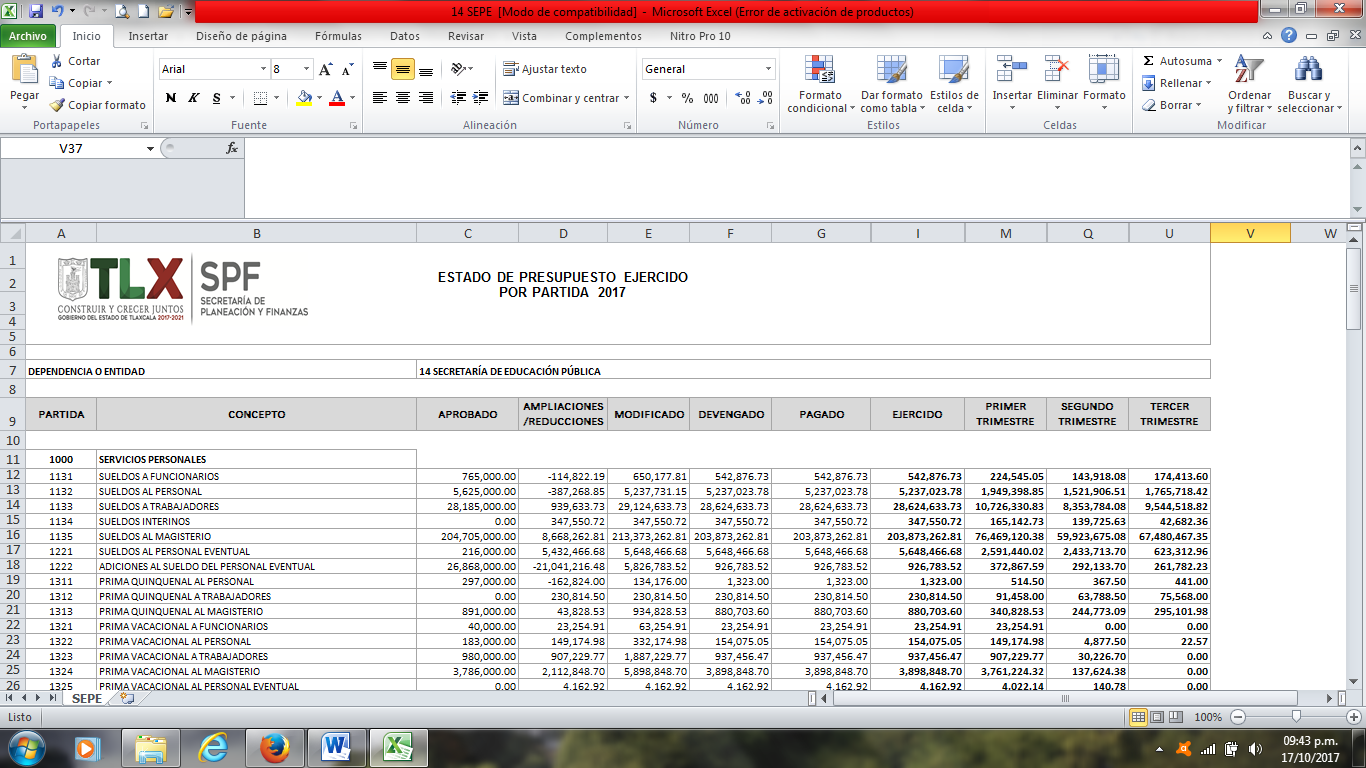 14 SEPE [Modo de compatibilidad] - Microsoft Excel (Error de activación de productos)
Archivo Inicio Insertar Diseño de página Fórmulas Datos Revisar Vista Complementos Nitro Pro 10
Pegar Cortar Copiar Copiar formato
Arial 8 N K S
Ajustar texto Combinar y centrar
General $ % 000
Formato condicional Dar formato como tabla Estilos de celda
Insertar Eliminar Formato
Σ Autosuma Rellenar Borrar Ordenar y filtrar Buscar y seleccionar
Portapapeles Fuente Alineación Número Estilos Celdas Modificar
V37 fx
A B C D E F G I M Q U V W
1
2
3
4
5
TLX
CONSTRUIR Y CRECER JUNTOS
GOBIERNO DEL ESTADO DE TLAXCALA 2017-2021
SPF
SECRETARÍA DE
PLANEACIÓN Y FINANZAS
ESTADO DE PRESUPUESTO EJERCIDO
POR PARTIDA 2017
6
7 DEPENDENCIA O ENTIDAD 14 SECRETARÍA DE EDUCACIÓN PÚBLICA
8
9 PARTIDA CONCEPTO APROBADO AMPLIACIONES /REDUCCIONES MODIFICADO DEVENGADO PAGADO EJERCIDO PRIMER TRIMESTRE SEGUNDO TRIMESTRE TERCER TRIMESTRE
10
11 1000 SERVICIOS PERSONALES
12 1131 SUELDOS A FUNCIONARIOS 765,000.00 -114,822.19 650,177.81 542,876.73 542,876.73 542,876.73 224,545.05 143,918.08 174,413.60
13 1132 SUELDOS AL PERSONAL 5,625,000.00 -387,268.85 5,237,731.15 5,237,023.78 5,237,023.78 5,237,023.78 1,949,398.85 1,521,906.51 1,765,718.42
14 1133 SUELDOS A TRABAJADORES 28,185,000.00 939,633.73 29,124,633.73 28,624,633.73 28,624,633.73 28,624,633.73 10,726,330.83 8,353,784.08 9,544,518.82
15 1134 SUELDOS INTERINOS 0.00 347,550.72 347,550.72 347,550.72 347,550.72 347,550.72 165,142.73 139,725.63 42,682.36
16 1135 SUELDOS AL MAGISTERIO 204,705,000.00 8,668,262.81 213,373,262.81 203,873,262.81 203,873,262.81 203,873,262.81 76,469,120.38 59,923,675.08 67,480,467.35
17 1221 SUELDOS AL PERSONAL EVENTUAL 216,000.00 5,432,466.68 5,648,466.68 5,648,466.68 5,648,466.68 5,648,466.68 2,591,440.02 2,433,713.70 623,312.96
18 1222 ADICIONES AL SUELDO DEL PERSONAL EVENTUAL 26,868,000.00 -21,041,216.48 5,826,783.52 926,783.52 926,783.52 926,783.52 372,867.59 292,133.70 261,782.23
19 1311 PRIMA QUINQUENAL AL PERSONAL 297,000.00 -162,824.00 134,176.00 1,323.00 1,323.00 1,323.00 514.50 367.50 441.00
20 1312 PRIMA QUINQUENAL A TRABAJADORES 0.00 230,814.50 230,814.50 230,814.50 230,814.50 230,814.50 91,458.00 63,788.50 75,568.00
21 1313 PRIMA QUINQUENAL AL MAGISTERIO 891,000.00 43,828.53 934,828.53 880,703.60 880,703.60 880,703.60 340,828.53 244,773.09 295,101.98
22 1321 PRIMA VACACIONAL A FUNCIONARIOS 40,000.00 23,254.91 63,254.91 23,254.91 23,254.91 23,254.91 23,254.91 0.00 0.00
23 1322 PRIMA VACACIONAL AL PERSONAL 183,000.00 149,174.98 332,174.98 154,075.05 154,075.05 154,075.05 149,174.98 4,877.50 22.57
24 1323 PRIMA VACACIONAL A TRABAJADORES 980,000.00 907,229.77 1,887,229.77 937,456.47 937,456.47 937,456.47 907,229.77 30,226.70 0.00
25 1324 PRIMA VACACIONAL AL MAGISTERIO 3,786,000.00 2,112,848.70 5,898,848.70 3,898,848.70 3,898,848.70 3,898,848.70 3,761,224.32 137,624.38 0.00
26 1325 PRIMA VACACIONAL AL PERSONAL EVENTUAL 0.00 4,162.92 4,162.92 4,162.92 4,162.92 4,162.92 4,022.14 140.78 0.00
SEPE
Listo 100%
09:43 p.m.
17/10/2017